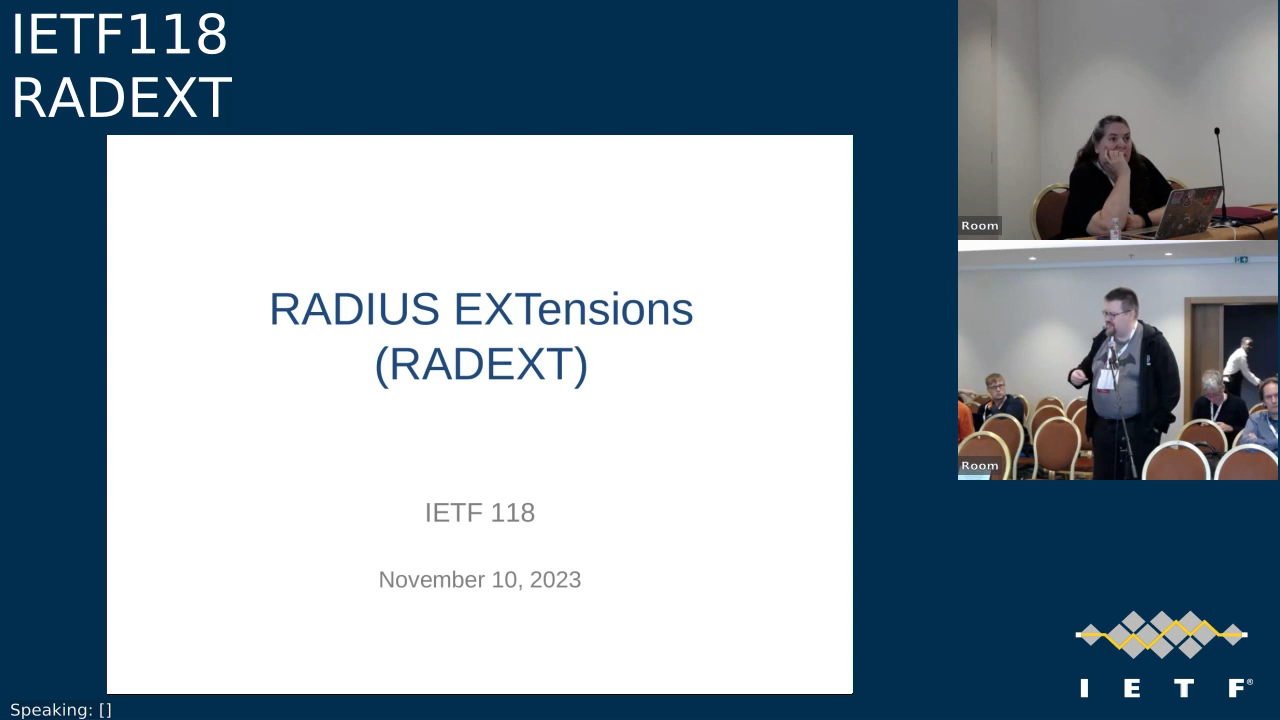 IETF118
RADEXT
RADIUS EXTensions
(RADEXT)
IETF 118
November 10, 2023
Room
Room
I E T F®
Speaking: []